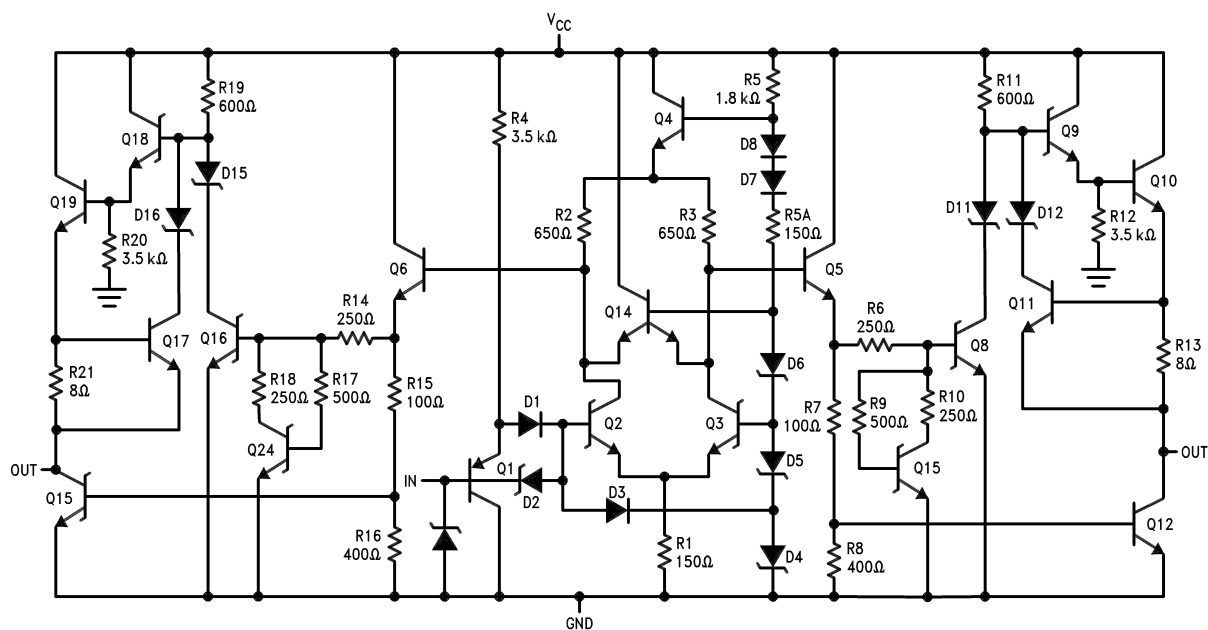 VCC
R19
600Ω
R5
1.8 kΩ
R11
600Ω
Q18
R4
3.5 kΩ
Q4
Q9
D8
D15
D7
Q19
D16
R2
650Ω
R3
650Ω
R5A
150Ω
D11
D12
Q10
R20
3.5 kΩ
R12
3.5 kΩ
Q6
Q5
R14
250Ω
Q14
R6
250Ω
Q11
Q17
Q16
Q8
R13
8Ω
R21
8Ω
R18
250Ω
R17
500Ω
R15
100Ω
D6
D1
Q2
Q3
R7
100Ω
R9
500Ω
R10
250Ω
Q24
OUT
IN
Q1
D2
D5
Q15
OUT
Q15
D3
Q12
R16
400Ω
R1
150Ω
D4
R8
400Ω
GND